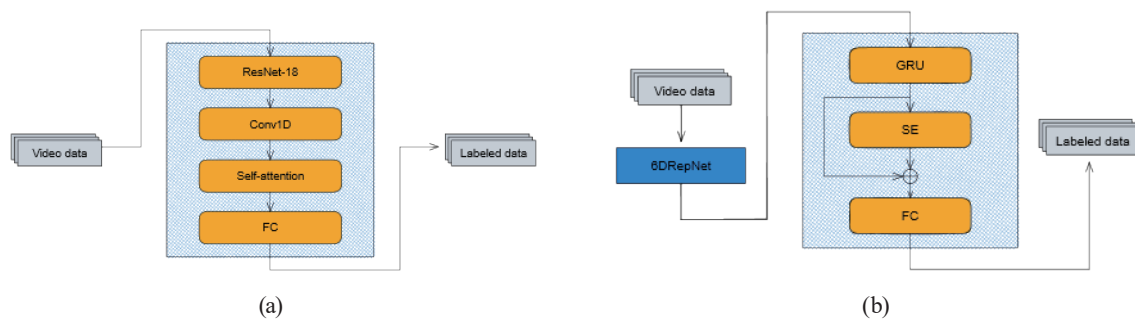 ResNet-18
Conv1D
Video data
Labeled data
Self-attention
FC
(a)
GRU
Video data
SE
Labeled data
6DRepNet
FC
(b)